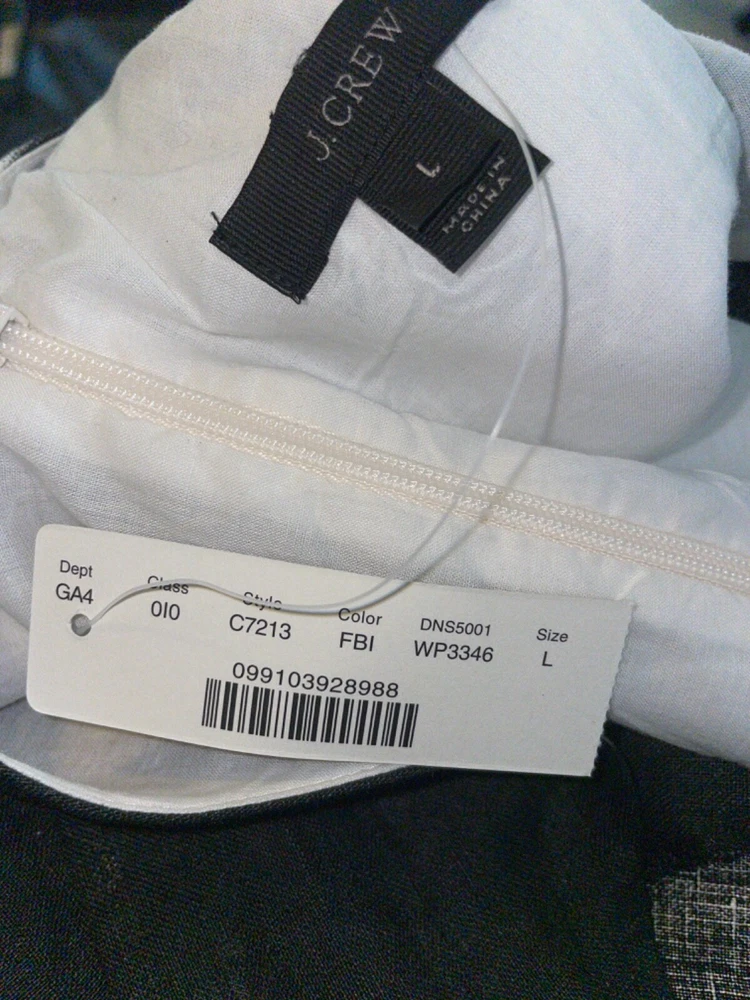 J.CREW
L
MADE IN
CHINA
Dept Class Style Color DNS5001 Size
GA4 0I0 C7213 FBI WP3346 L
099103928988